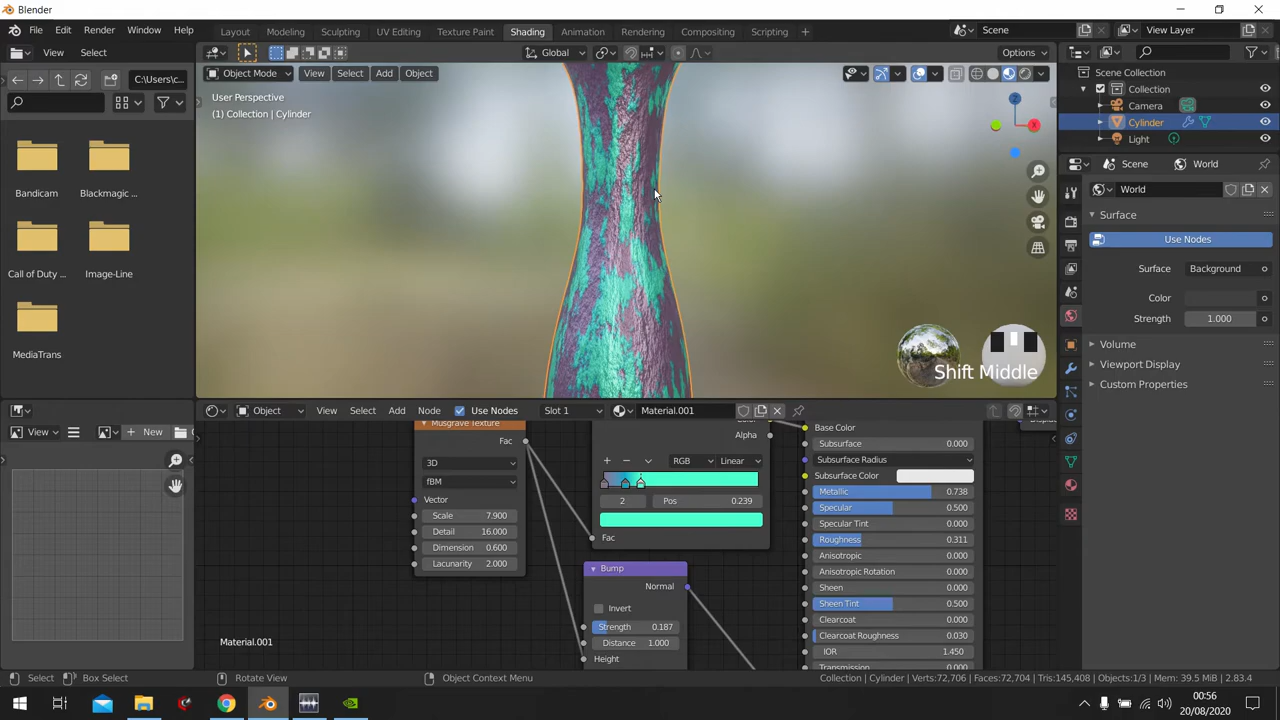 Blender
File Edit Render Window Help
Layout Modeling Sculpting UV Editing Texture Paint Shading Animation Rendering Compositing Scripting +
Scene
View Layer
View Select
Global
Options
C:\Users\c...
Object Mode View Select Add Object
User Perspective
(1) Collection | Cylinder
Bandicam
Blackmagic ...
Call of Duty ...
Image-Line
MediaTrans
X
Z
Shift Middle
Scene Collection
Collection
Camera
Cylinder
Light
Scene
World
World
Surface
Use Nodes
Surface Background
Color
Strength 1.000
Volume
Viewport Display
Custom Properties
View
New
Object View Select Add Node Use Nodes Slot 1 Material.001
Musgrave Texture
Fac
3D
fBM
Vector
Scale 7.900
Detail 16.000
Dimension 0.600
Lacunarity 2.000
Alpha
RGB Linear
2 Pos 0.239
Fac
Bump
Normal
Invert
Strength 0.187
Distance 1.000
Height
Base Color
Subsurface 0.000
Subsurface Radius
Subsurface Color
Metallic 0.738
Specular 0.500
Specular Tint 0.000
Roughness 0.311
Anisotropic 0.000
Anisotropic Rotation 0.000
Sheen 0.000
Sheen Tint 0.500
Clearcoat 0.000
Clearcoat Roughness 0.030
IOR 1.450
Transmission 0.000
Material.001
Select
Box Select
Rotate View
Object Context Menu
Collection | Cylinder | Verts:72,706 | Faces:72,704 | Tris:145,408 | Objects:1/3 | Mem: 39.5 MiB | 2.83.4
00:56
20/08/2020